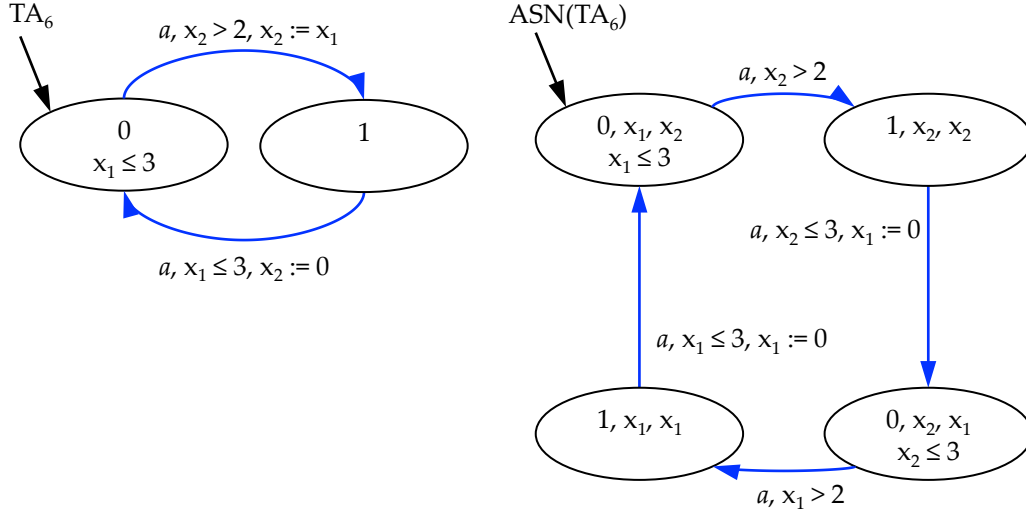 TA₆
a, x₂ > 2, x₂ := x₁
0
x₁ ≤ 3
1
a, x₁ ≤ 3, x₂ := 0
ASN(TA₆)
a, x₂ > 2
0, x₁, x₂
x₁ ≤ 3
1, x₂, x₂
a, x₂ ≤ 3, x₁ := 0
a, x₁ ≤ 3, x₁ := 0
1, x₁, x₁
0, x₂, x₁
x₂ ≤ 3
a, x₁ > 2